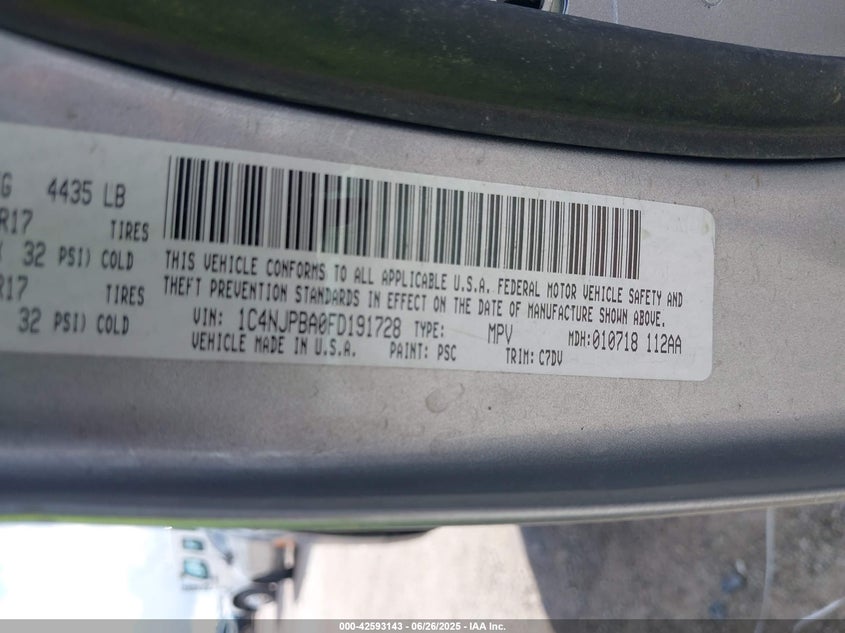 G 4435 LB
R17 TIRES
32 PSI) COLD
R17 TIRES
32 PSI) COLD
THIS VEHICLE CONFORMS TO ALL APPLICABLE U.S.A. FEDERAL MOTOR VEHICLE SAFETY AND
THEFT PREVENTION STANDARDS IN EFFECT ON THE DATE OF MANUFACTURE SHOWN ABOVE.
VIN: 1C4NJPBA0FD191728 TYPE: MPV MDH:010718 112AA
VEHICLE MADE IN U.S.A. PAINT: PSC TRIM: C7DV
000-42593143 - 06/26/2025 - IAA Inc.